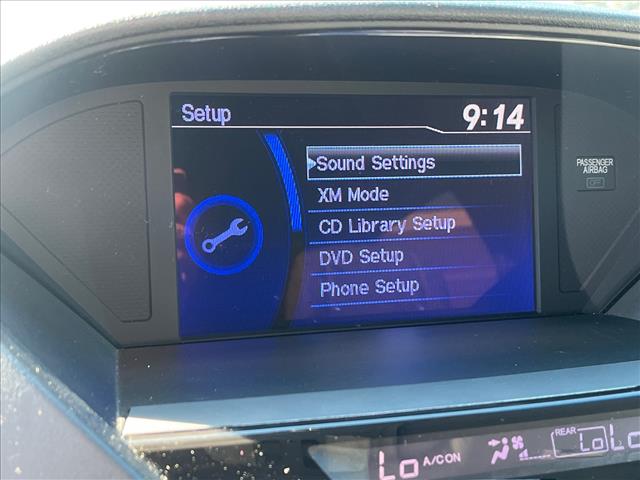 Setup 9:14
Sound Settings
XM Mode
CD Library Setup
DVD Setup
Phone Setup
PASSENGER
AIRBAG
OFF
Lo A/CON REAR Lo Lo